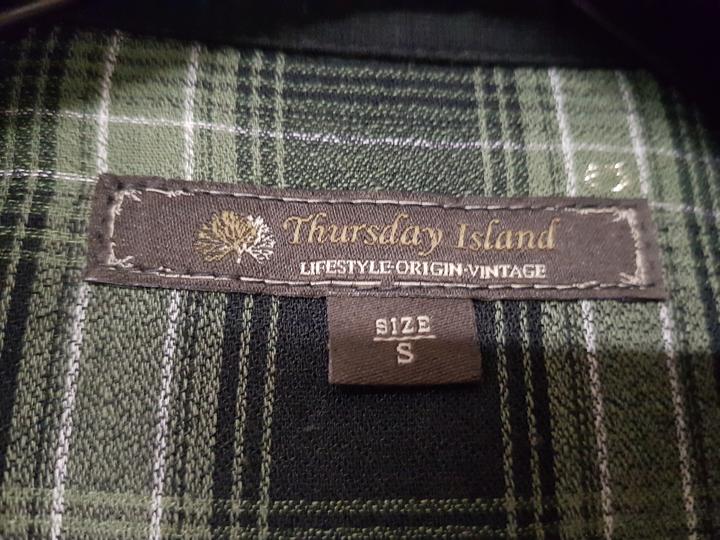 Thursday Island
LIFESTYLE·ORIGIN·VINTAGE
SIZE
S